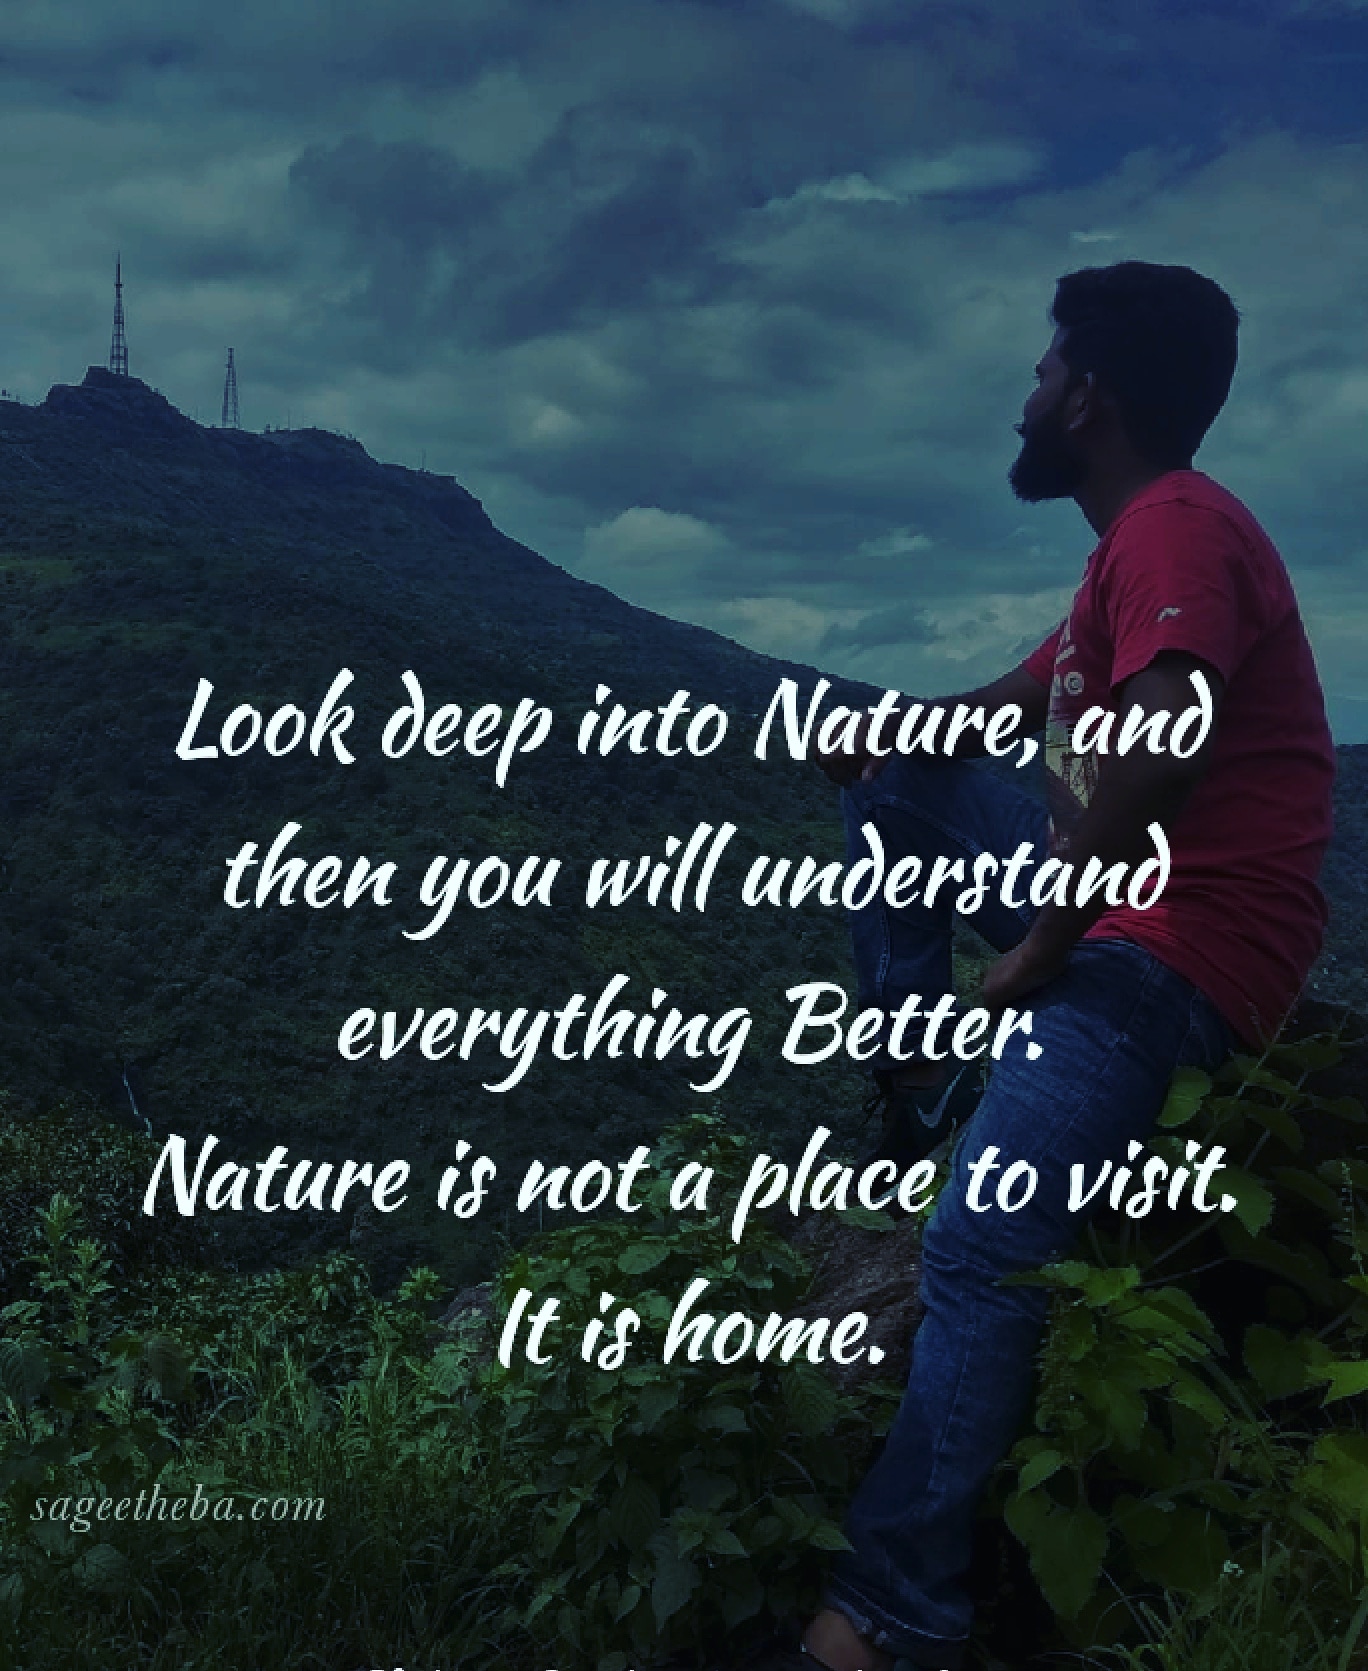 Look deep into Nature, and
then you will understand
everything Better.
Nature is not a place to visit.
It is home.
sageetheba.com